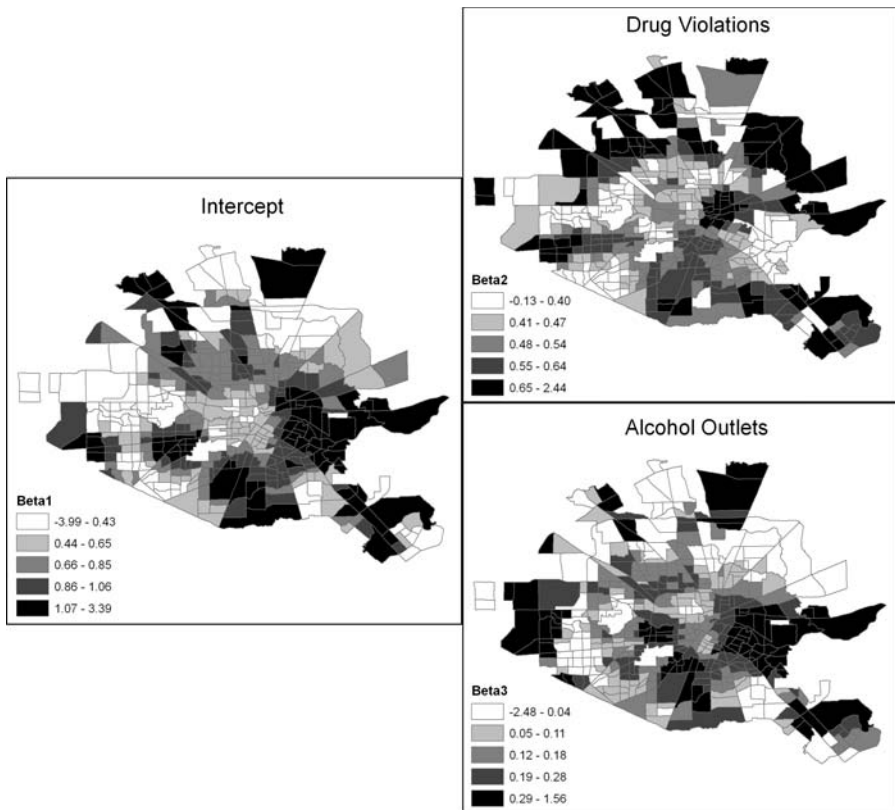 Drug Violations
Beta2
-0.13 - 0.40
0.41 - 0.47
0.48 - 0.54
0.55 - 0.64
0.65 - 2.44
Intercept
Beta1
-3.99 - 0.43
0.44 - 0.65
0.66 - 0.85
0.86 - 1.06
1.07 - 3.39
Alcohol Outlets
Beta3
-2.48 - 0.04
0.05 - 0.11
0.12 - 0.18
0.19 - 0.28
0.29 - 1.56